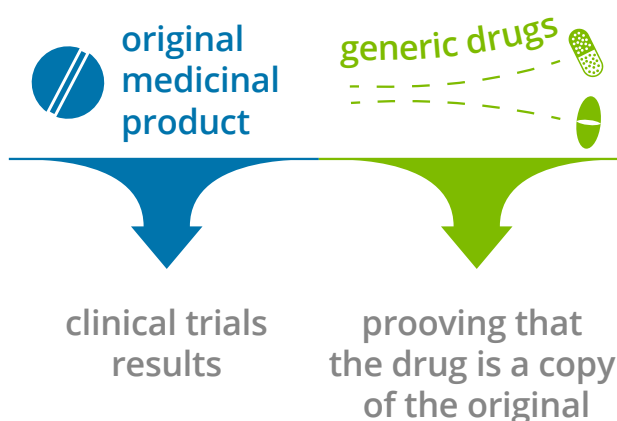 original
medicinal
product
generic drugs
clinical trials
results
prooving that
the drug is a copy
of the original